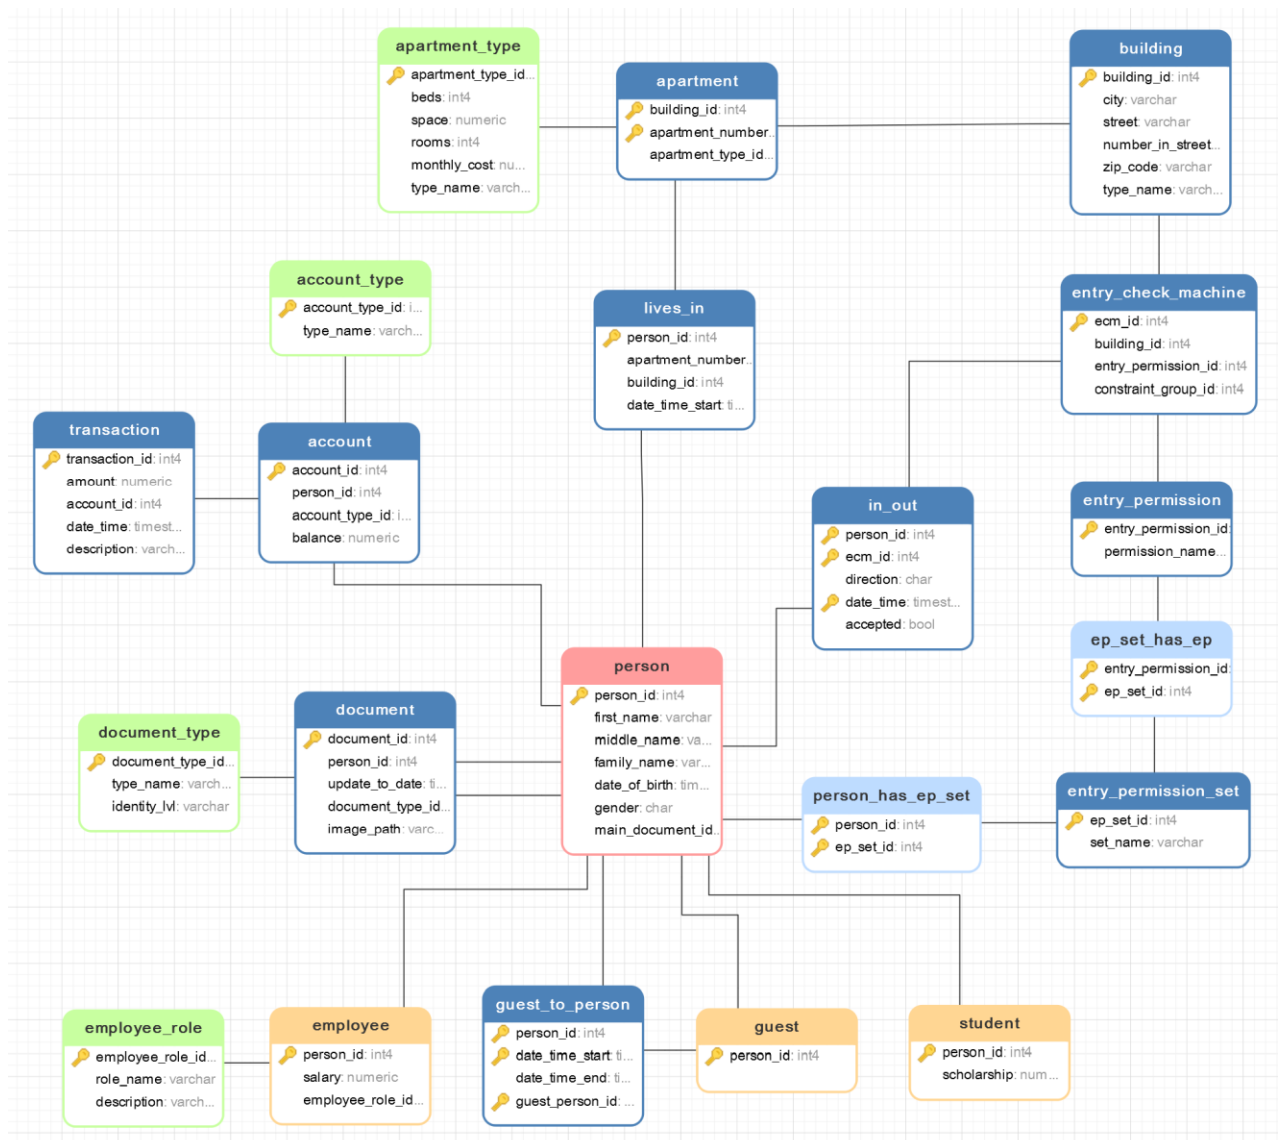 apartment_type
apartment_type_id...
beds: int4
space: numeric
rooms: int4
monthly_cost: nu...
type_name: varch...
apartment
building_id: int4
apartment_number...
apartment_type_id...
building
building_id: int4
city: varchar
street: varchar
number_in_street...
zip_code: varchar
type_name: varch...
account_type
account_type_id: i...
type_name: varch...
lives_in
person_id: int4
apartment_number...
building_id: int4
date_time_start: ti...
entry_check_machine
ecm_id: int4
building_id: int4
entry_permission_id: int4
constraint_group_id: int4
transaction
transaction_id: int4
amount: numeric
account_id: int4
date_time: timest...
description: varch...
account
account_id: int4
person_id: int4
account_type_id: i...
balance: numeric
in_out
person_id: int4
ecm_id: int4
direction: char
date_time: timest...
accepted: bool
entry_permission
entry_permission_id:
permission_name...
ep_set_has_ep
entry_permission_id:
ep_set_id: int4
person
person_id: int4
first_name: varchar
middle_name: va...
family_name: var...
date_of_birth: tim...
gender: char
main_document_id...
document_type
document_type_id...
type_name: varch...
identity_lvl: varchar
document
document_id: int4
person_id: int4
update_to_date: ti...
document_type_id...
image_path: varc...
person_has_ep_set
person_id: int4
ep_set_id: int4
entry_permission_set
ep_set_id: int4
set_name: varchar
employee_role
employee_role_id...
role_name: varchar
description: varch...
employee
person_id: int4
salary: numeric
employee_role_id...
guest_to_person
person_id: int4
date_time_start: ti...
date_time_end: ti...
guest_person_id: ...
guest
person_id: int4
student
person_id: int4
scholarship: num...